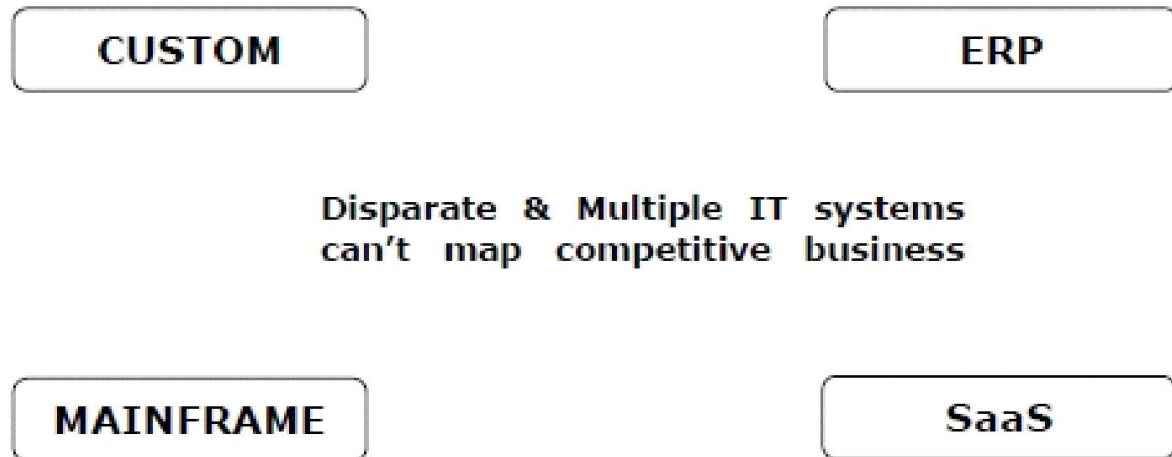 CUSTOM
ERP
Disparate & Multiple IT systems
can't map competitive business
MAINFRAME
SaaS